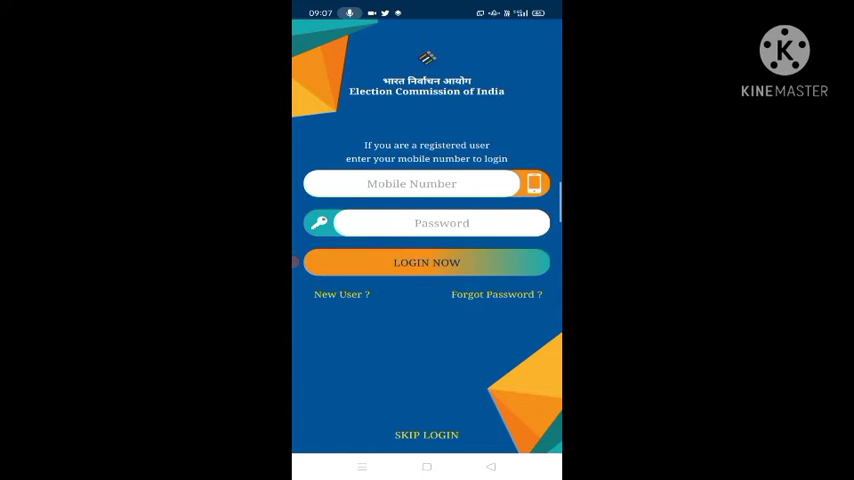 09:07
भारत निर्वाचन आयोग
Election Commission of India
If you are a registered user
enter your mobile number to login
Mobile Number
Password
LOGIN NOW
New User ?
Forgot Password ?
SKIP LOGIN
K
KINEMASTER